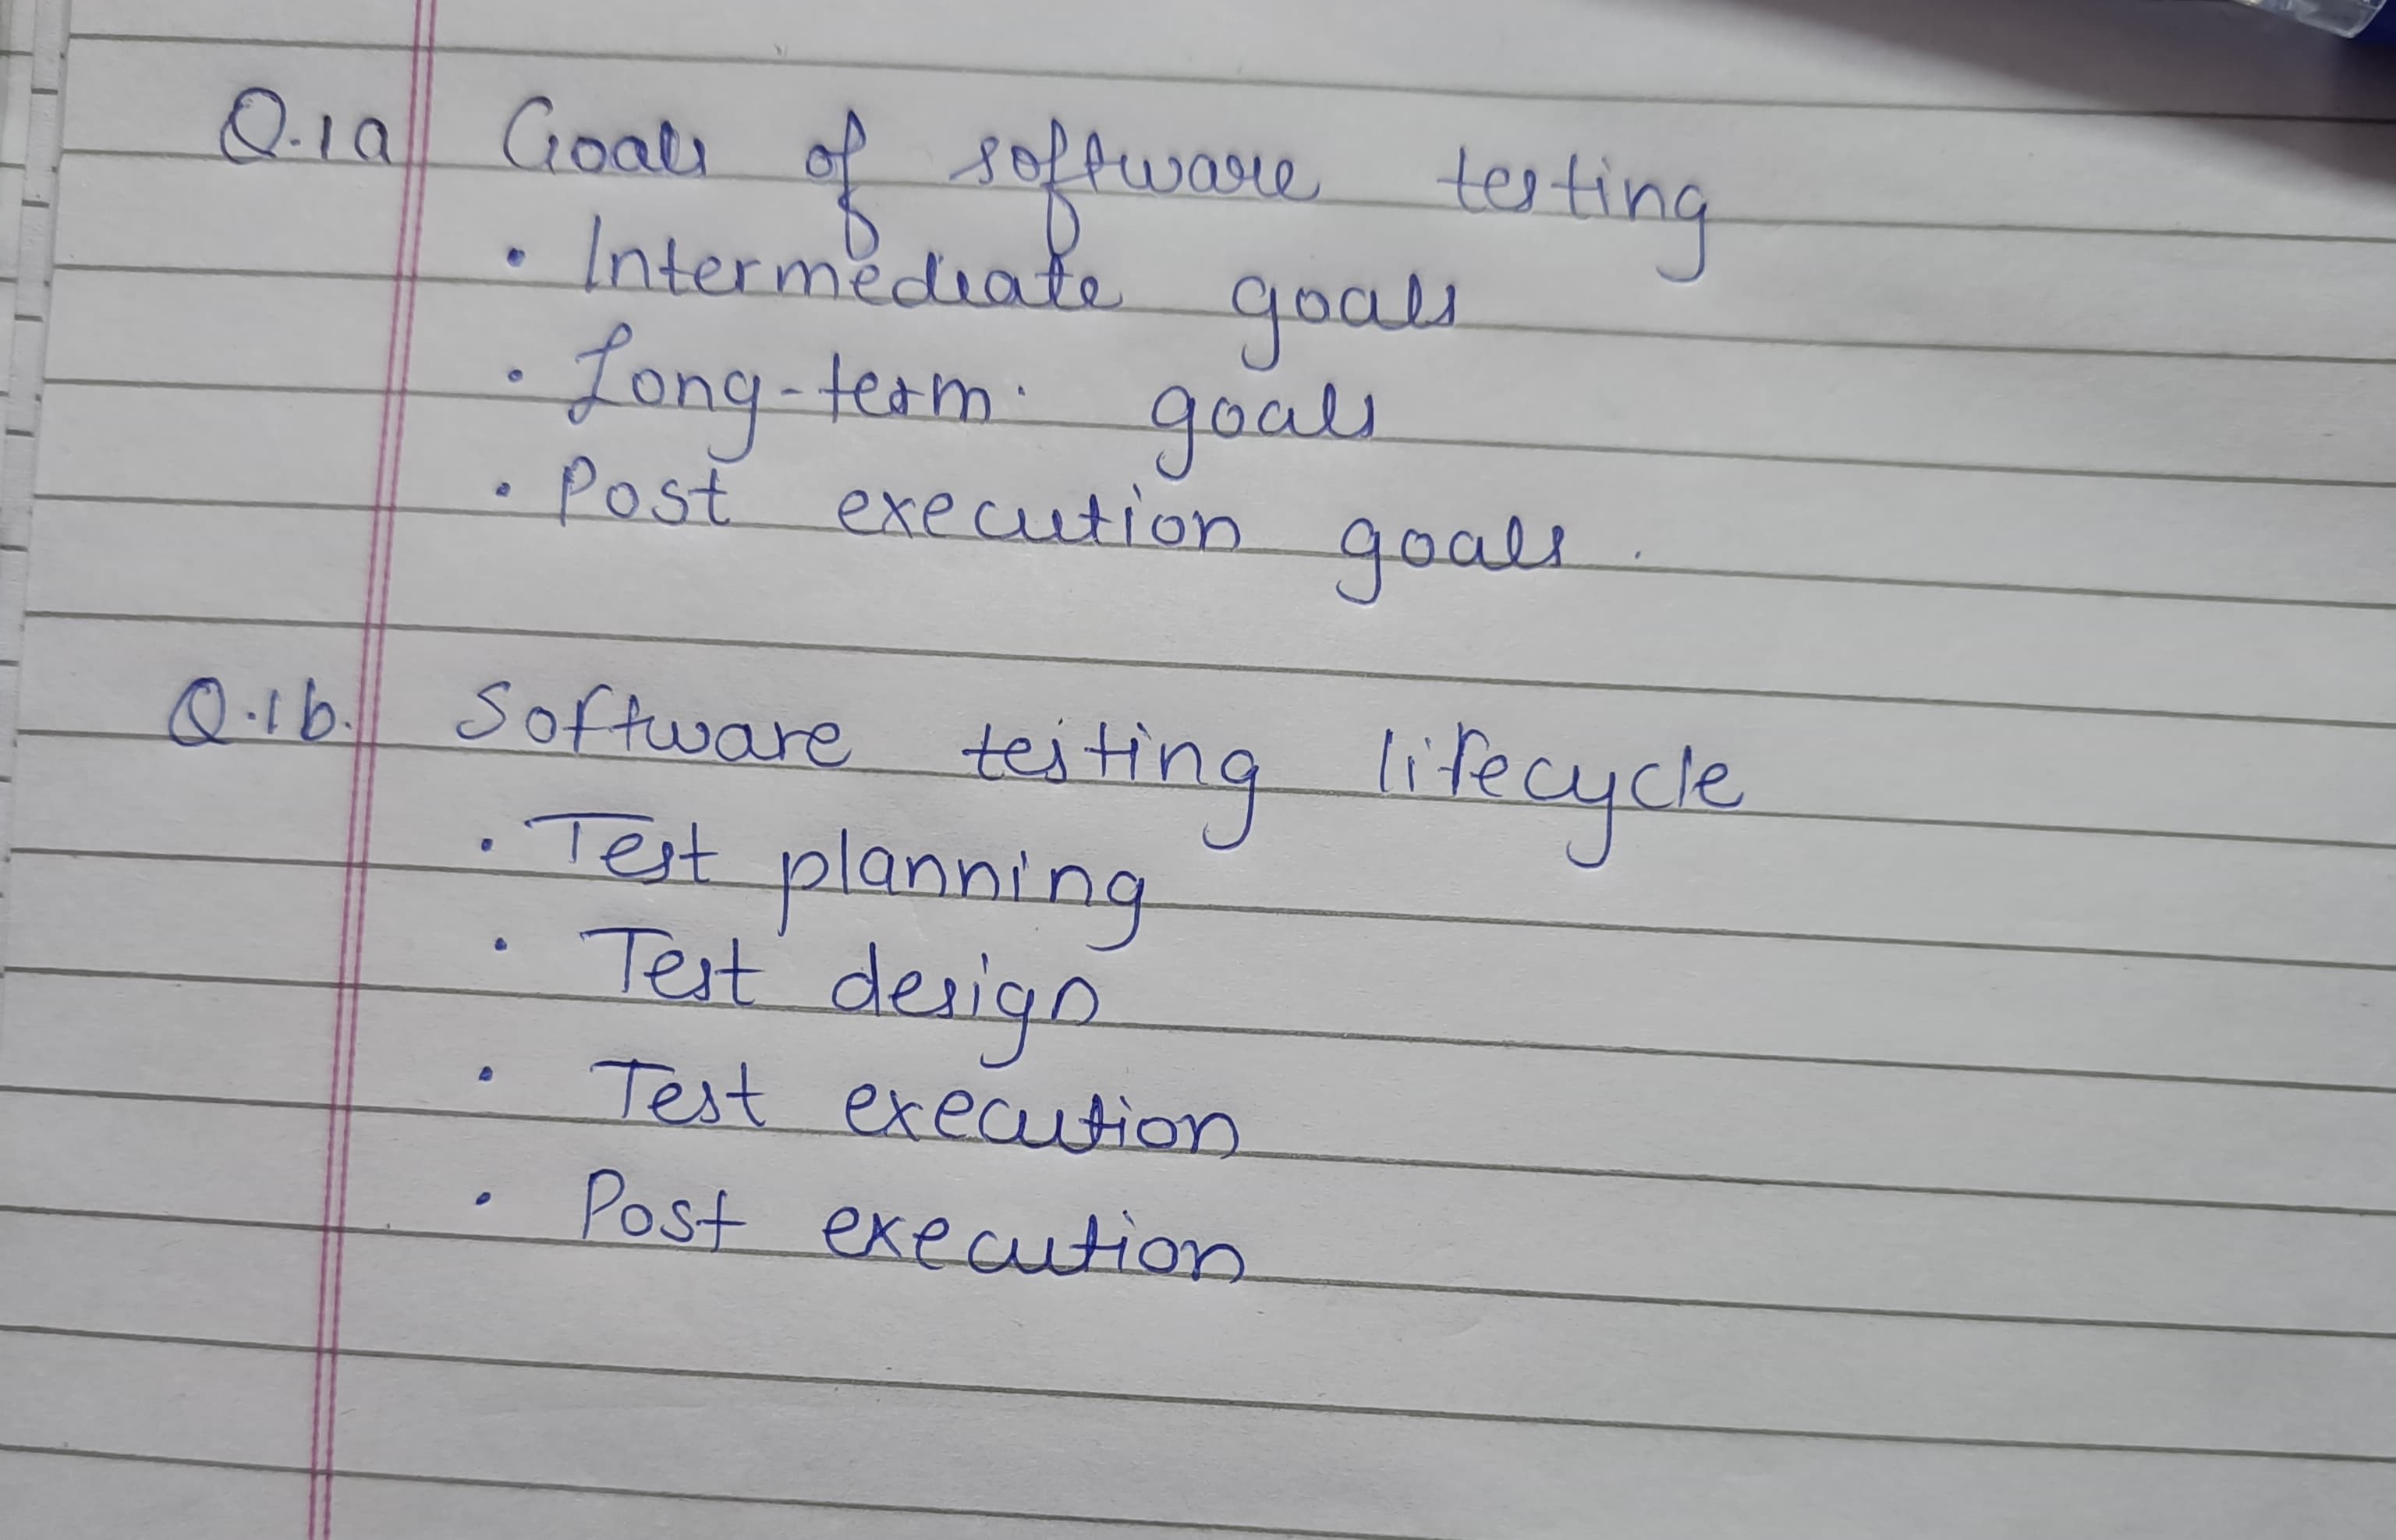 Q.1a Goals of software testing
• Intermediate goals
• Long-term goals
• Post execution goals.
Q.1b. Software testing lifecycle
• Test planning
• Test design
• Test execution
• Post execution